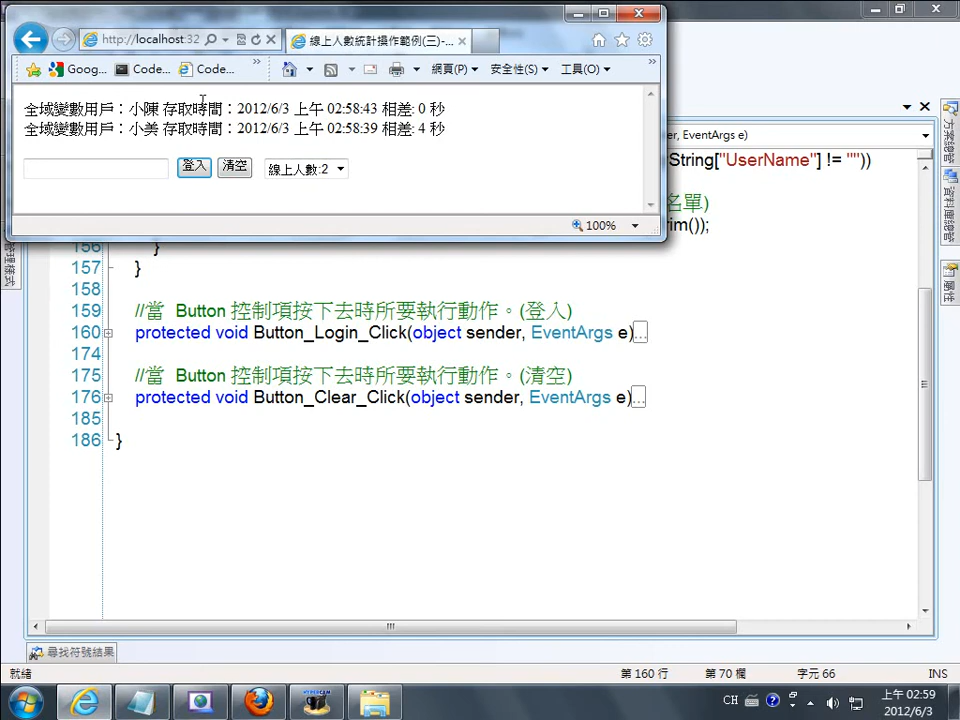 http://localhost:32
線上人數統計操作範例(三)-...
Goog...
Code...
Code...
網頁(P)
安全性(S)
工具(O)
全域變數用戶：小陳 存取時間：2012/6/3 上午 02:58:43 相差: 0 秒
全域變數用戶：小美 存取時間：2012/6/3 上午 02:58:39 相差: 4 秒
登入
清空
線上人數:2
100%
er, EventArgs e)
String["UserName"] != ""))
名單)
rim());
156 }
157 }
158
159 //當 Button 控制項按下去時所要執行動作。(登入)
160 protected void Button_Login_Click(object sender, EventArgs e)...
174
175 //當 Button 控制項按下去時所要執行動作。(清空)
176 protected void Button_Clear_Click(object sender, EventArgs e)...
185
186 }
方案總管
資料庫總管
屬性
管理樣式
尋找符號結果
就緒
第 160 行
第 70 欄
字元 66
INS
CH
上午 02:59
2012/6/3